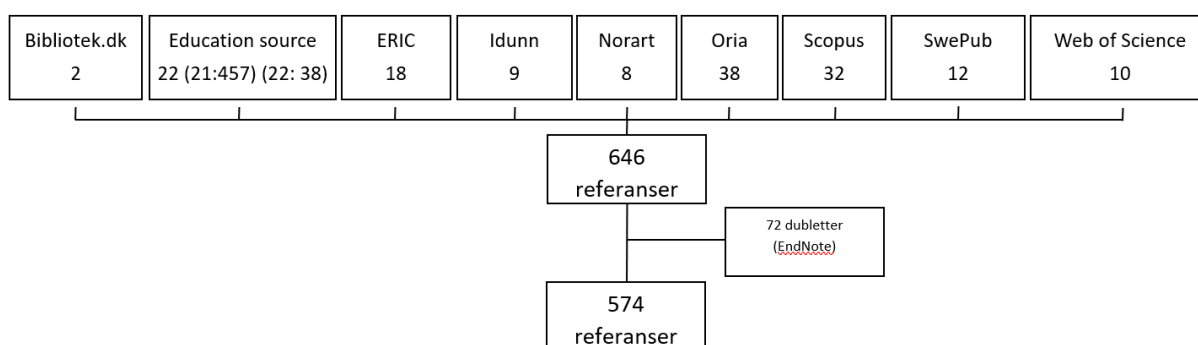 Bibliotek.dk
2
Education source
22 (21:457) (22: 38)
ERIC
18
Idunn
9
Norart
8
Oria
38
Scopus
32
SwePub
12
Web of Science
10
646
referanser
72 dubletter
(EndNote)
574
referanser